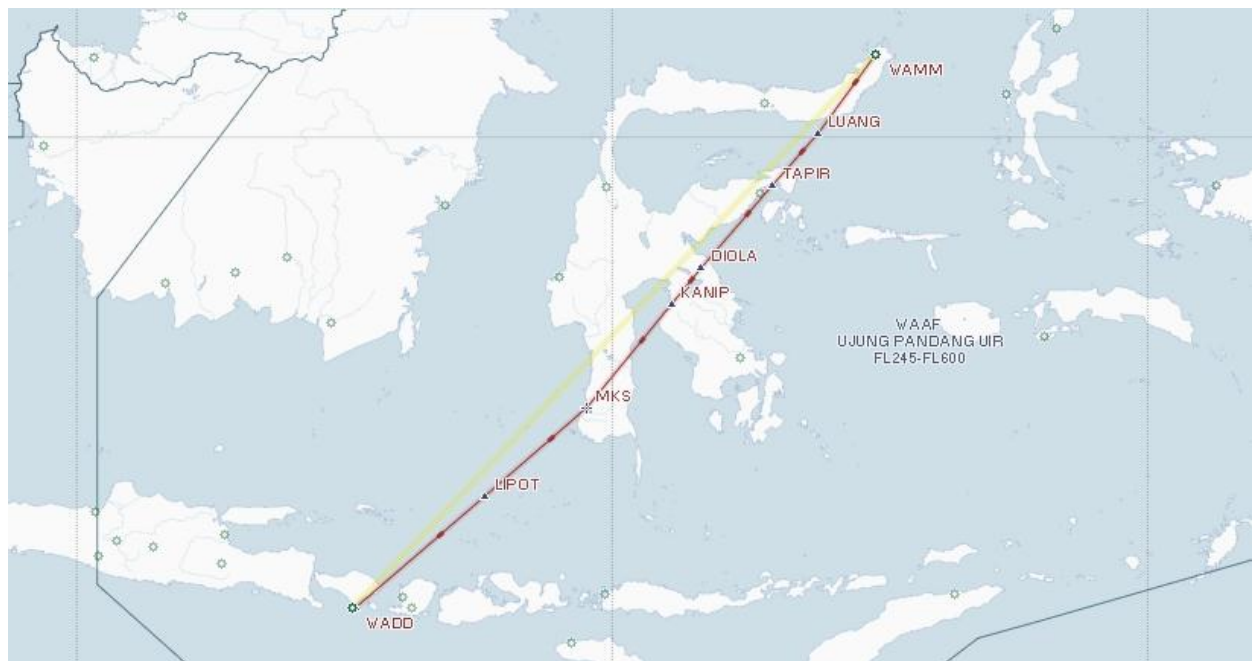 WAMM
LUANG
TAPIR
DIOLA
KANIP
WAAF
UJUNG PANDANG UIR
FL245-FL600
MKS
LIPOT
WADD